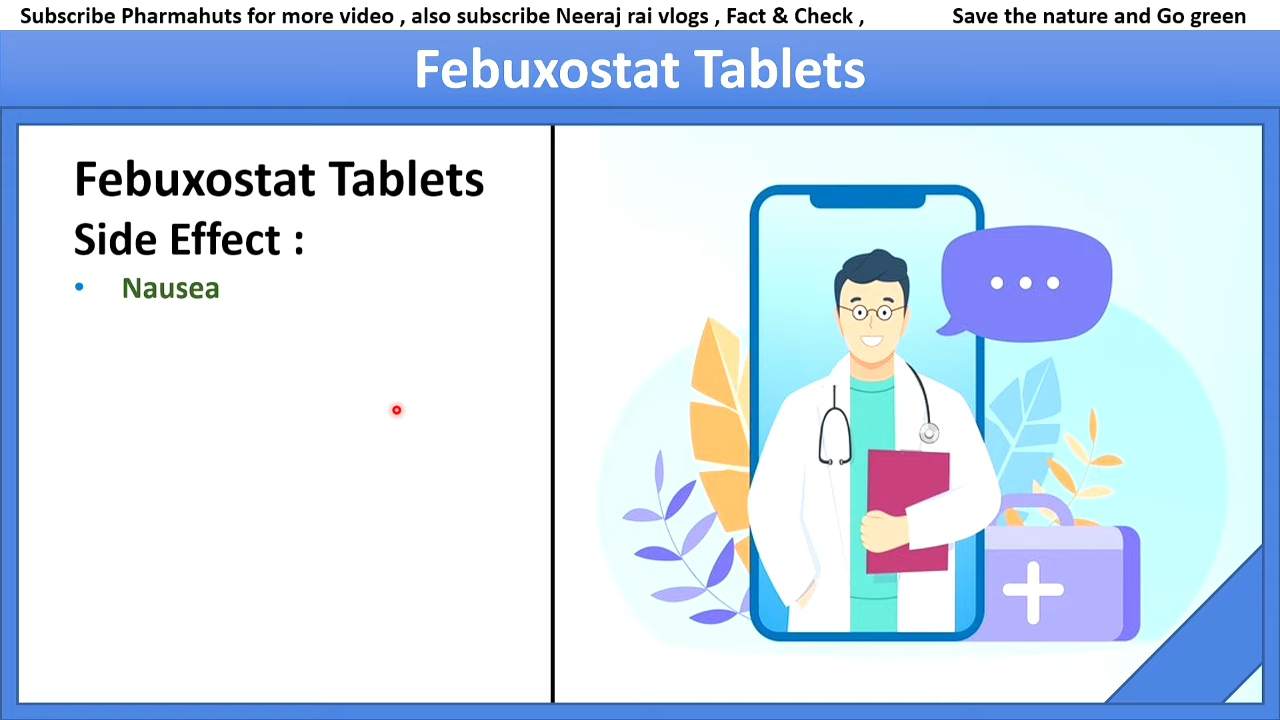 Subscribe Pharmahuts for more video , also subscribe Neeraj rai vlogs , Fact & Check , Save the nature and Go green
Febuxostat Tablets
Febuxostat Tablets
Side Effect :
• Nausea